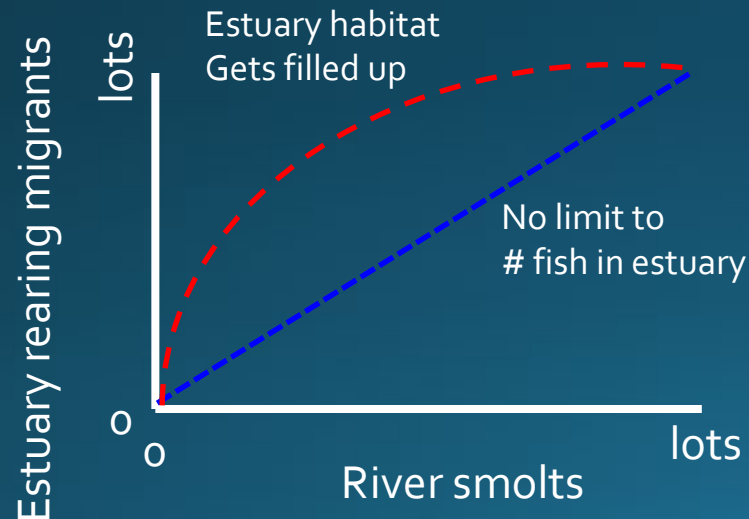 Estuary habitat
Gets filled up
lots
Estuary rearing migrants
No limit to
# fish in estuary
0
0
lots
River smolts